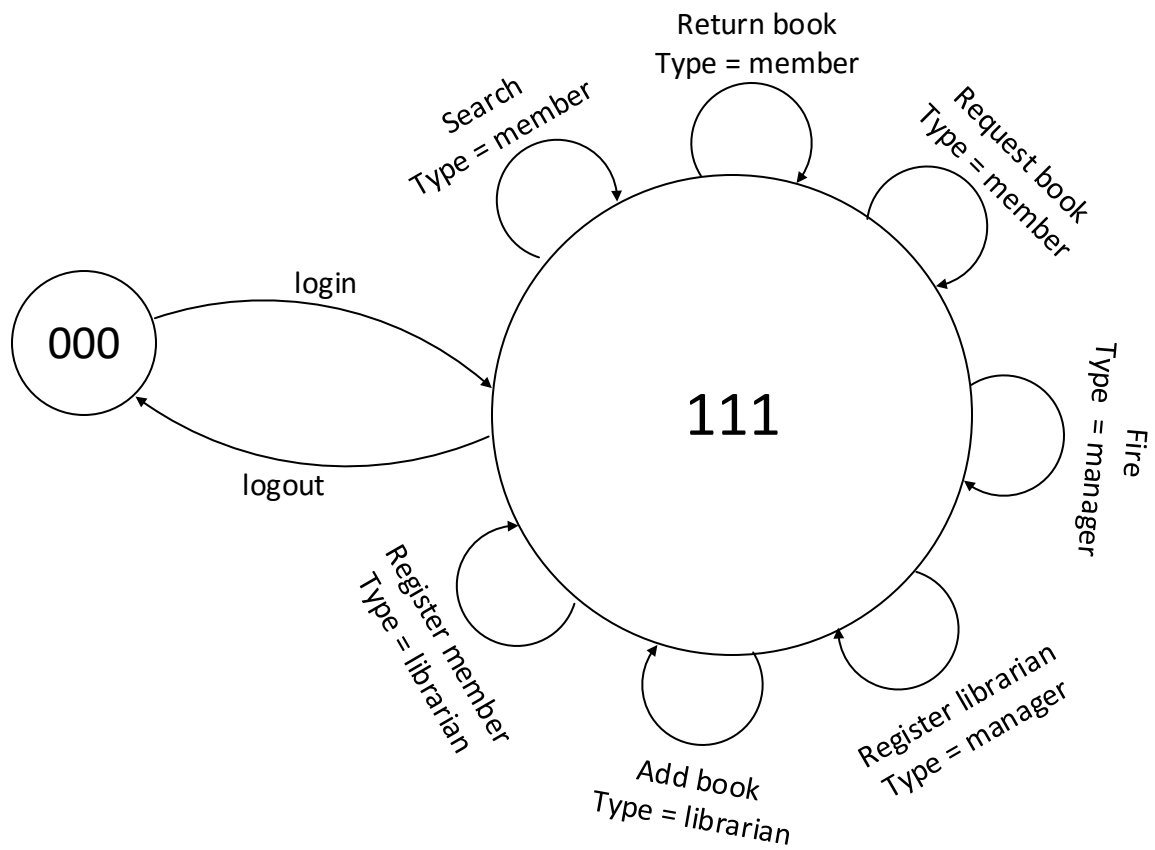 Return book
Type = member
Search
Type = member
Request book
Type = member
login
000
111
Fire
Type = manager
logout
Register member
Type = librarian
Register librarian
Type = manager
Add book
Type = librarian